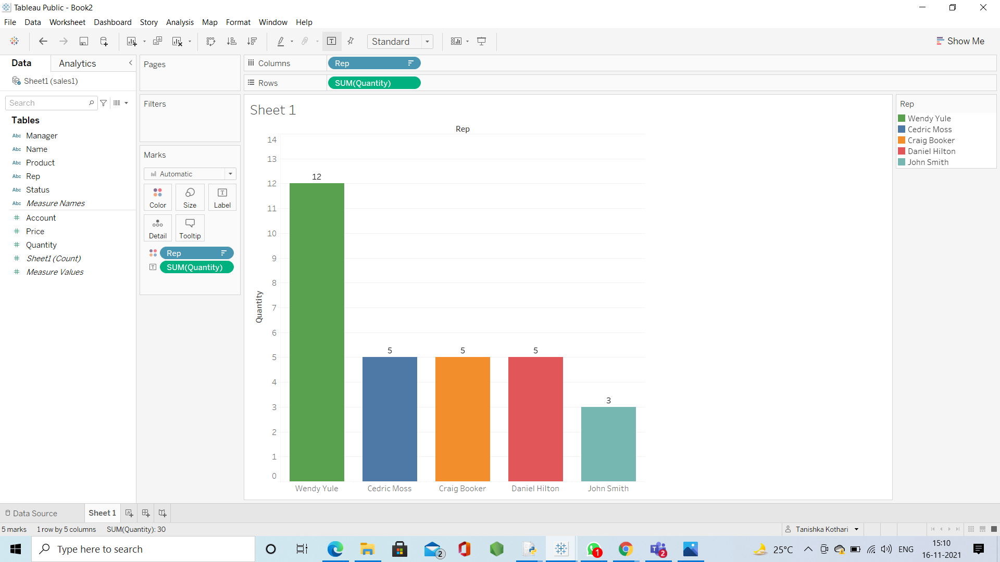 Tableau Public - Book2
File Data Worksheet Dashboard Story Analysis Map Format Window Help
Standard
Show Me
Data Analytics
Sheet1 (sales1)
Search
Tables
Abc Manager
Abc Name
Abc Product
Abc Rep
Abc Status
Abc Measure Names
# Account
# Price
# Quantity
# Sheet1 (Count)
# Measure Values
Pages
Filters
Marks
Automatic
Color Size Label
Detail Tooltip
Rep
SUM(Quantity)
Columns Rep
Rows SUM(Quantity)
Sheet 1
Rep
14
13
12
11
10
9
8
7
6
5
4
3
2
1
0
Quantity
12
5
5
5
3
Wendy Yule Cedric Moss Craig Booker Daniel Hilton John Smith
Rep
Wendy Yule
Cedric Moss
Craig Booker
Daniel Hilton
John Smith
Data Source Sheet 1
5 marks 1 row by 5 columns SUM(Quantity): 30
Tanishka Kothari
Type here to search
2
1
2
25°C
ENG
15:10
16-11-2021